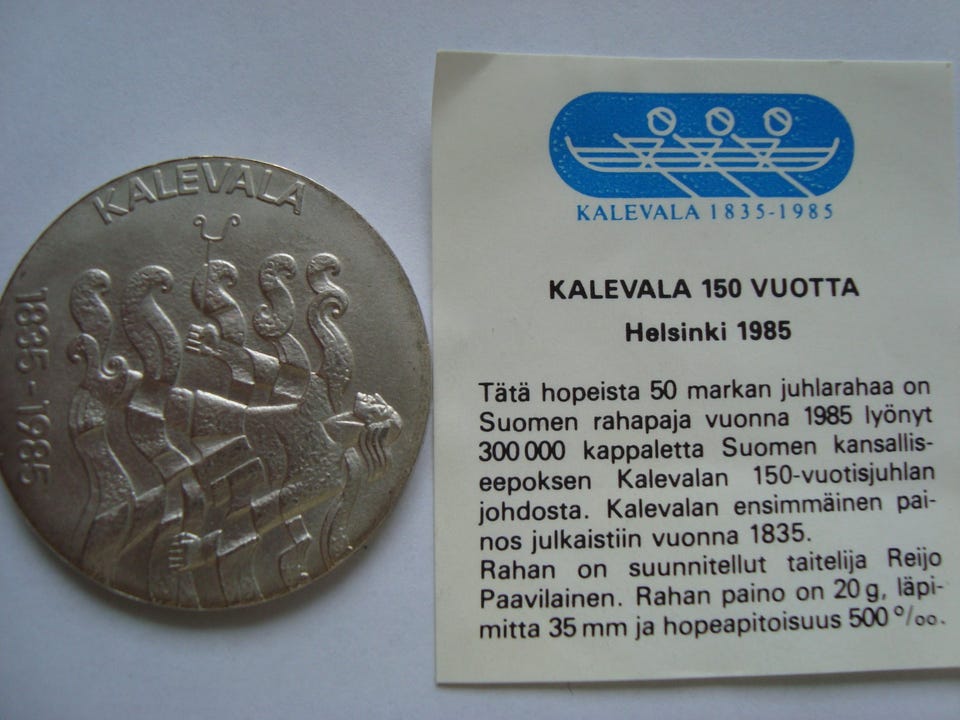 KALEVALA
1835-1985
KALEVALA 1835-1985
KALEVALA 150 VUOTTA
Helsinki 1985
Tätä hopeista 50 markan juhlarahaa on
Suomen rahapaja vuonna 1985 lyönyt
300 000 kappaletta Suomen kansallis-
eepoksen Kalevalan 150-vuotisjuhlan
johdosta. Kalevalan ensimmäinen pai-
nos julkaistiin vuonna 1835.
Rahan on suunnitellut taitelija Reijo
Paavilainen. Rahan paino on 20 g, läpi-
mitta 35 mm ja hopeapitoisuus 500 º/oo.